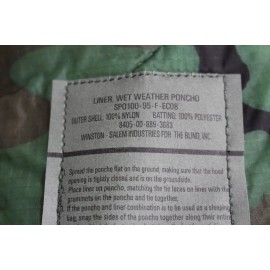 LINER, WET WEATHER PONCHO
SPO100-95-F-EC08
OUTER SHELL: 100% NYLON BATTING: 100% POLYESTER
8405-00-889-3683
WINSTON - SALEM INDUSTRIES FOR THE BLIND, INC.
Spread the poncho flat on the ground, making sure that the hood
opening is tightly closed and is on the groundside.
Place liner on poncho, matching the tie laces on liner with the
grommets on the poncho and tie together.
If the poncho and liner combination is to be used as a sleeping
bag, snap the sides of the poncho together along their entire